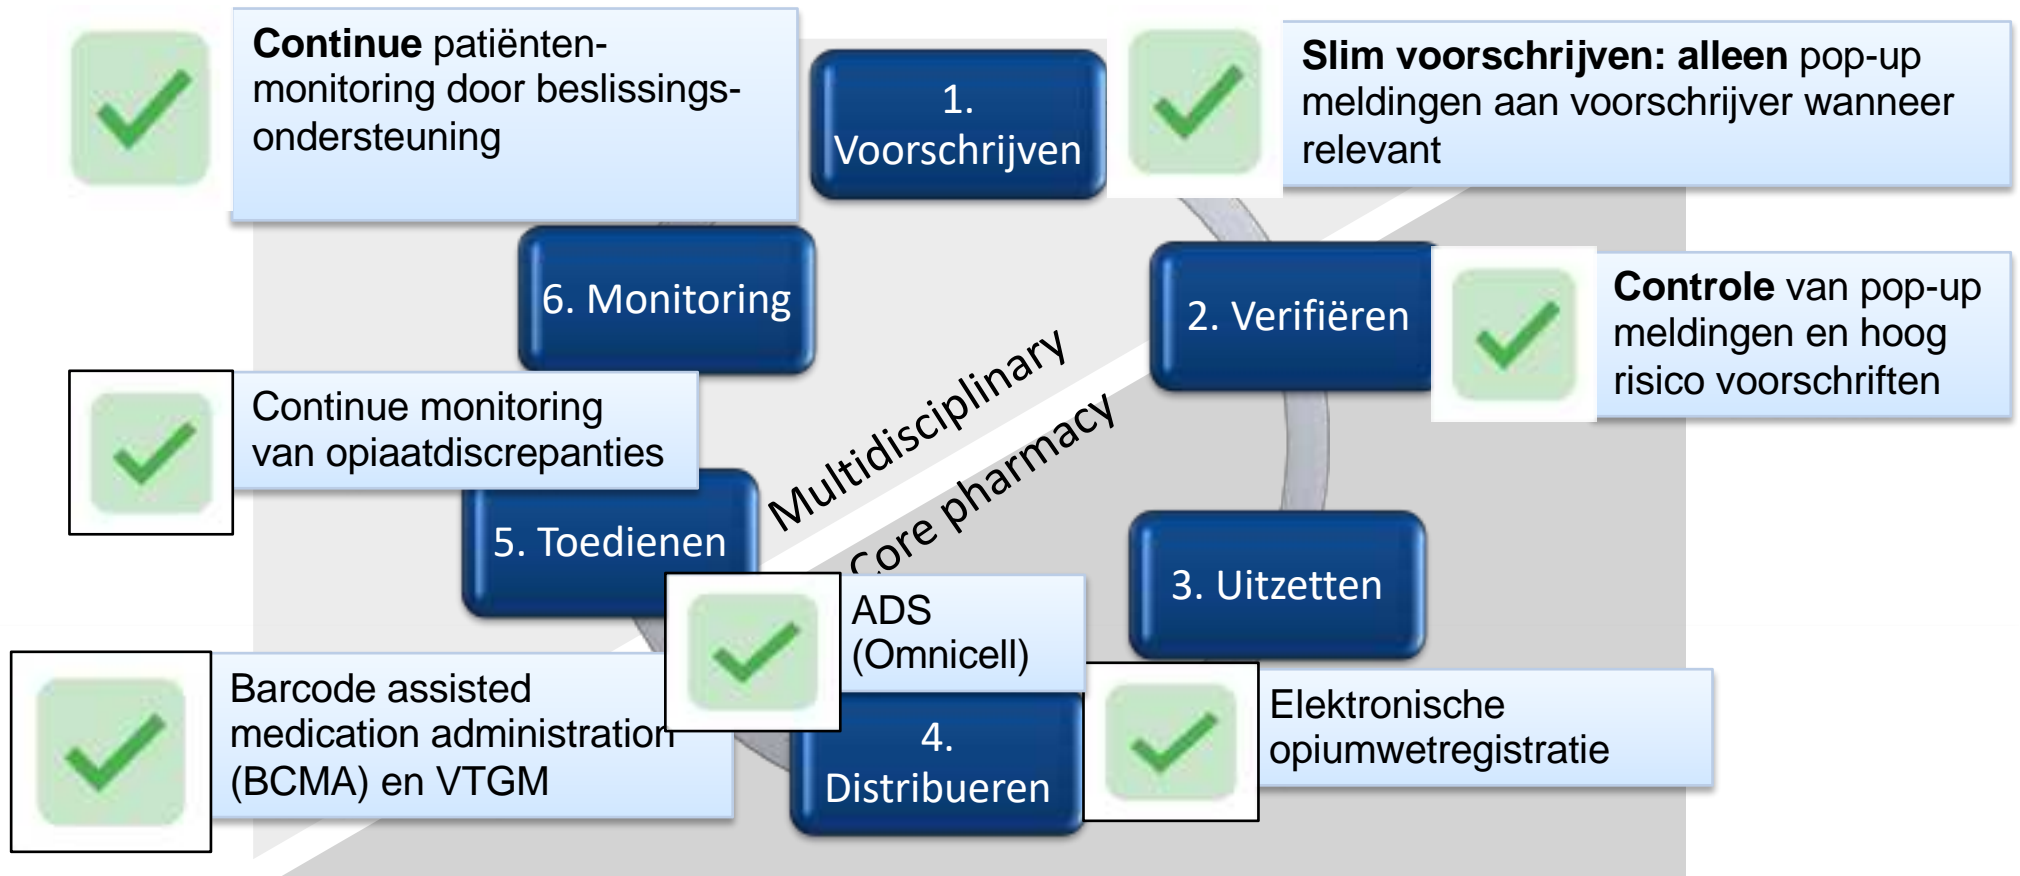 Continue patiënten-
monitoring door beslissings-
ondersteuning
1.
Voorschrijven
Slim voorschrijven: alleen pop-up
meldingen aan voorschrijver wanneer
relevant
6. Monitoring
2. Verifiëren
Controle van pop-up
meldingen en hoog
risico voorschriften
Continue monitoring
van opiaatdiscrepanties
Multidisciplinary
Core pharmacy
5. Toedienen
3. Uitzetten
ADS
(Omnicell)
Barcode assisted
medication administration
(BCMA) en VTGM
4.
Distribueren
Elektronische
opiumwetregistratie